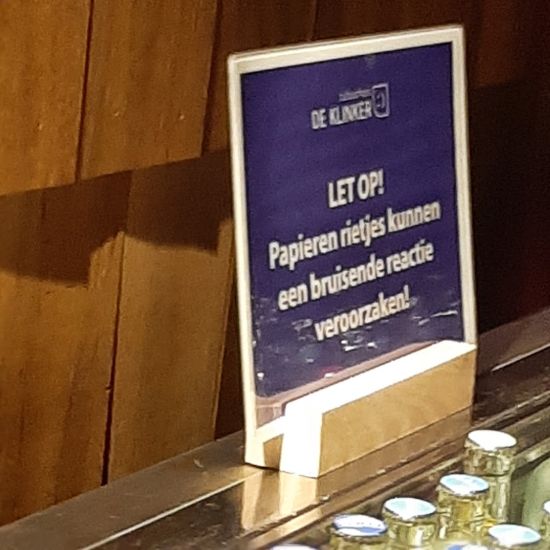 DE KLINKER
LET OP!
Papieren rietjes kunnen
een bruisende reactie
veroorzaken!